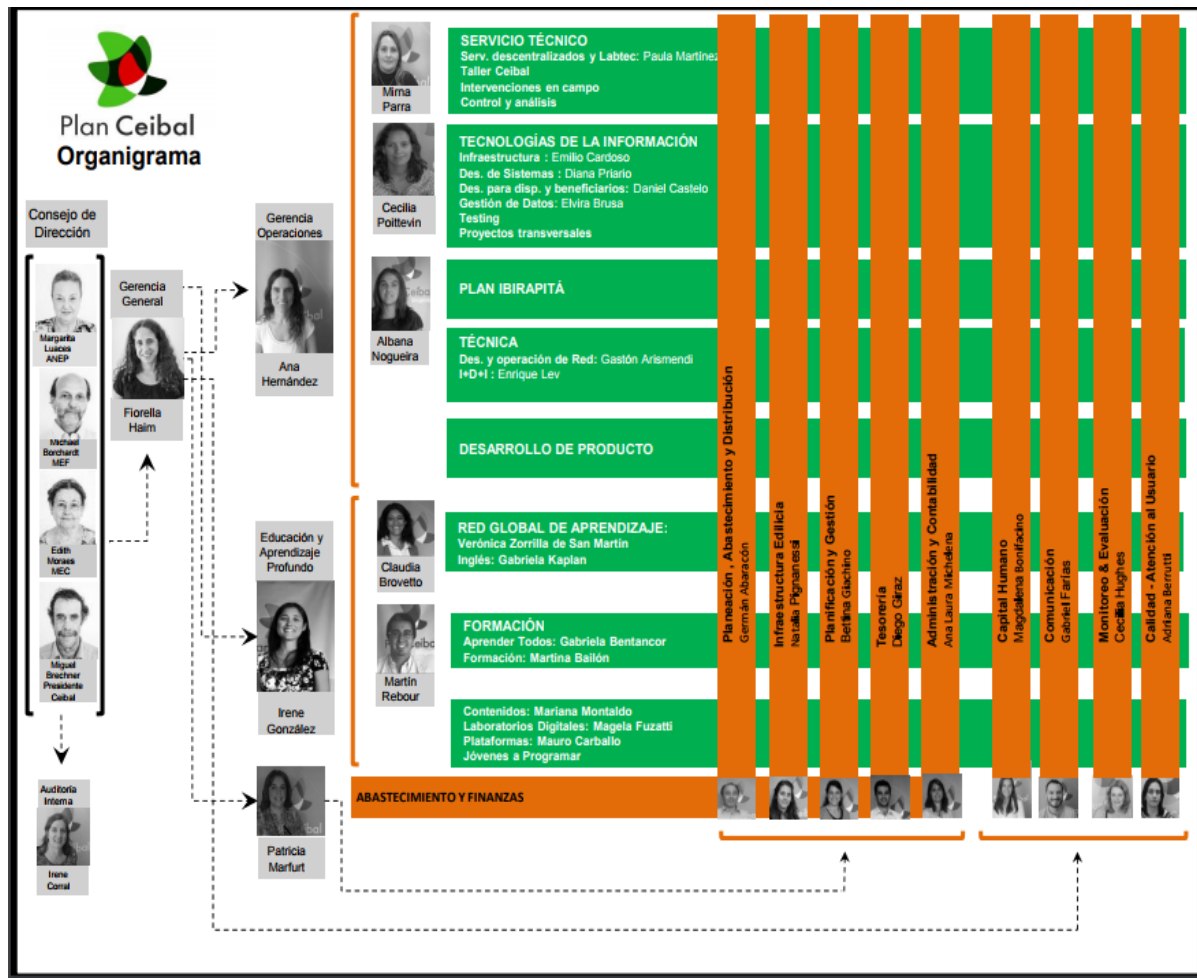 Plan Ceibal
Organigrama
Consejo de
Dirección
Margarita
Luaces
ANEP
Michael
Borchardt
MEF
Edith
Moraes
MEC
Miguel
Brechner
Presidente
Ceibal
Auditoría
Interna
Irene
Corral
Gerencia
General
Fiorella
Haim
Gerencia
Operaciones
Ana
Hernández
Educación y
Aprendizaje
Profundo
Irene
González
Patricia
Marfurt
Mirna
Parra
SERVICIO TÉCNICO
Serv. descentralizados y Labtec: Paula Martinez
Taller Ceibal
Intervenciones en campo
Control y análisis
Cecilia
Poittevin
TECNOLOGÍAS DE LA INFORMACIÓN
Infraestructura : Emilio Cardoso
Des. de Sistemas : Diana Priario
Des. para disp. y beneficiarios: Daniel Castelo
Gestión de Datos: Elvira Brusa
Testing
Proyectos transversales
Albana
Nogueira
PLAN IBIRAPITÁ
TÉCNICA
Des. y operación de Red: Gastón Arismendi
I+D+I : Enrique Lev
DESARROLLO DE PRODUCTO
Claudia
Brovetto
RED GLOBAL DE APRENDIZAJE:
Verónica Zorrilla de San Martín
Inglés: Gabriela Kaplan
Martín
Rebour
FORMACIÓN
Aprender Todos: Gabriela Bentancor
Formación: Martina Bailón
Contenidos: Mariana Montaldo
Laboratorios Digitales: Magela Fuzatti
Plataformas: Mauro Carballo
Jóvenes a Programar
ABASTECIMIENTO Y FINANZAS
Planeación , Abastecimiento y Distribución
Germán Abaracón
Infraestructura Edilicia
Natalia Pignanessi
Planificación y Gestión
Bettina Giachino
Tesorería
Diego Giraz
Administración y Contabilidad
Ana Laura Michelena
Capital Humano
Magdalena Bonifacino
Comunicación
Gabriel Farías
Monitoreo & Evaluación
Cecilia Hughes
Calidad - Atención al Usuario
Adriana Berrutti